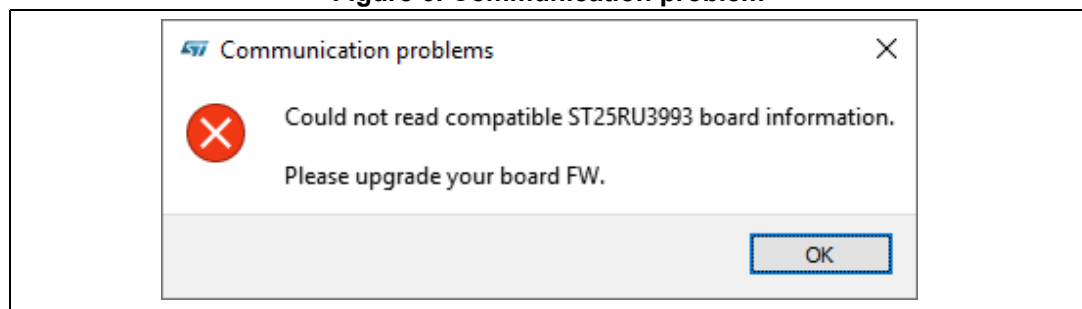 Communication problems
Could not read compatible ST25RU3993 board information.
Please upgrade your board FW.
OK